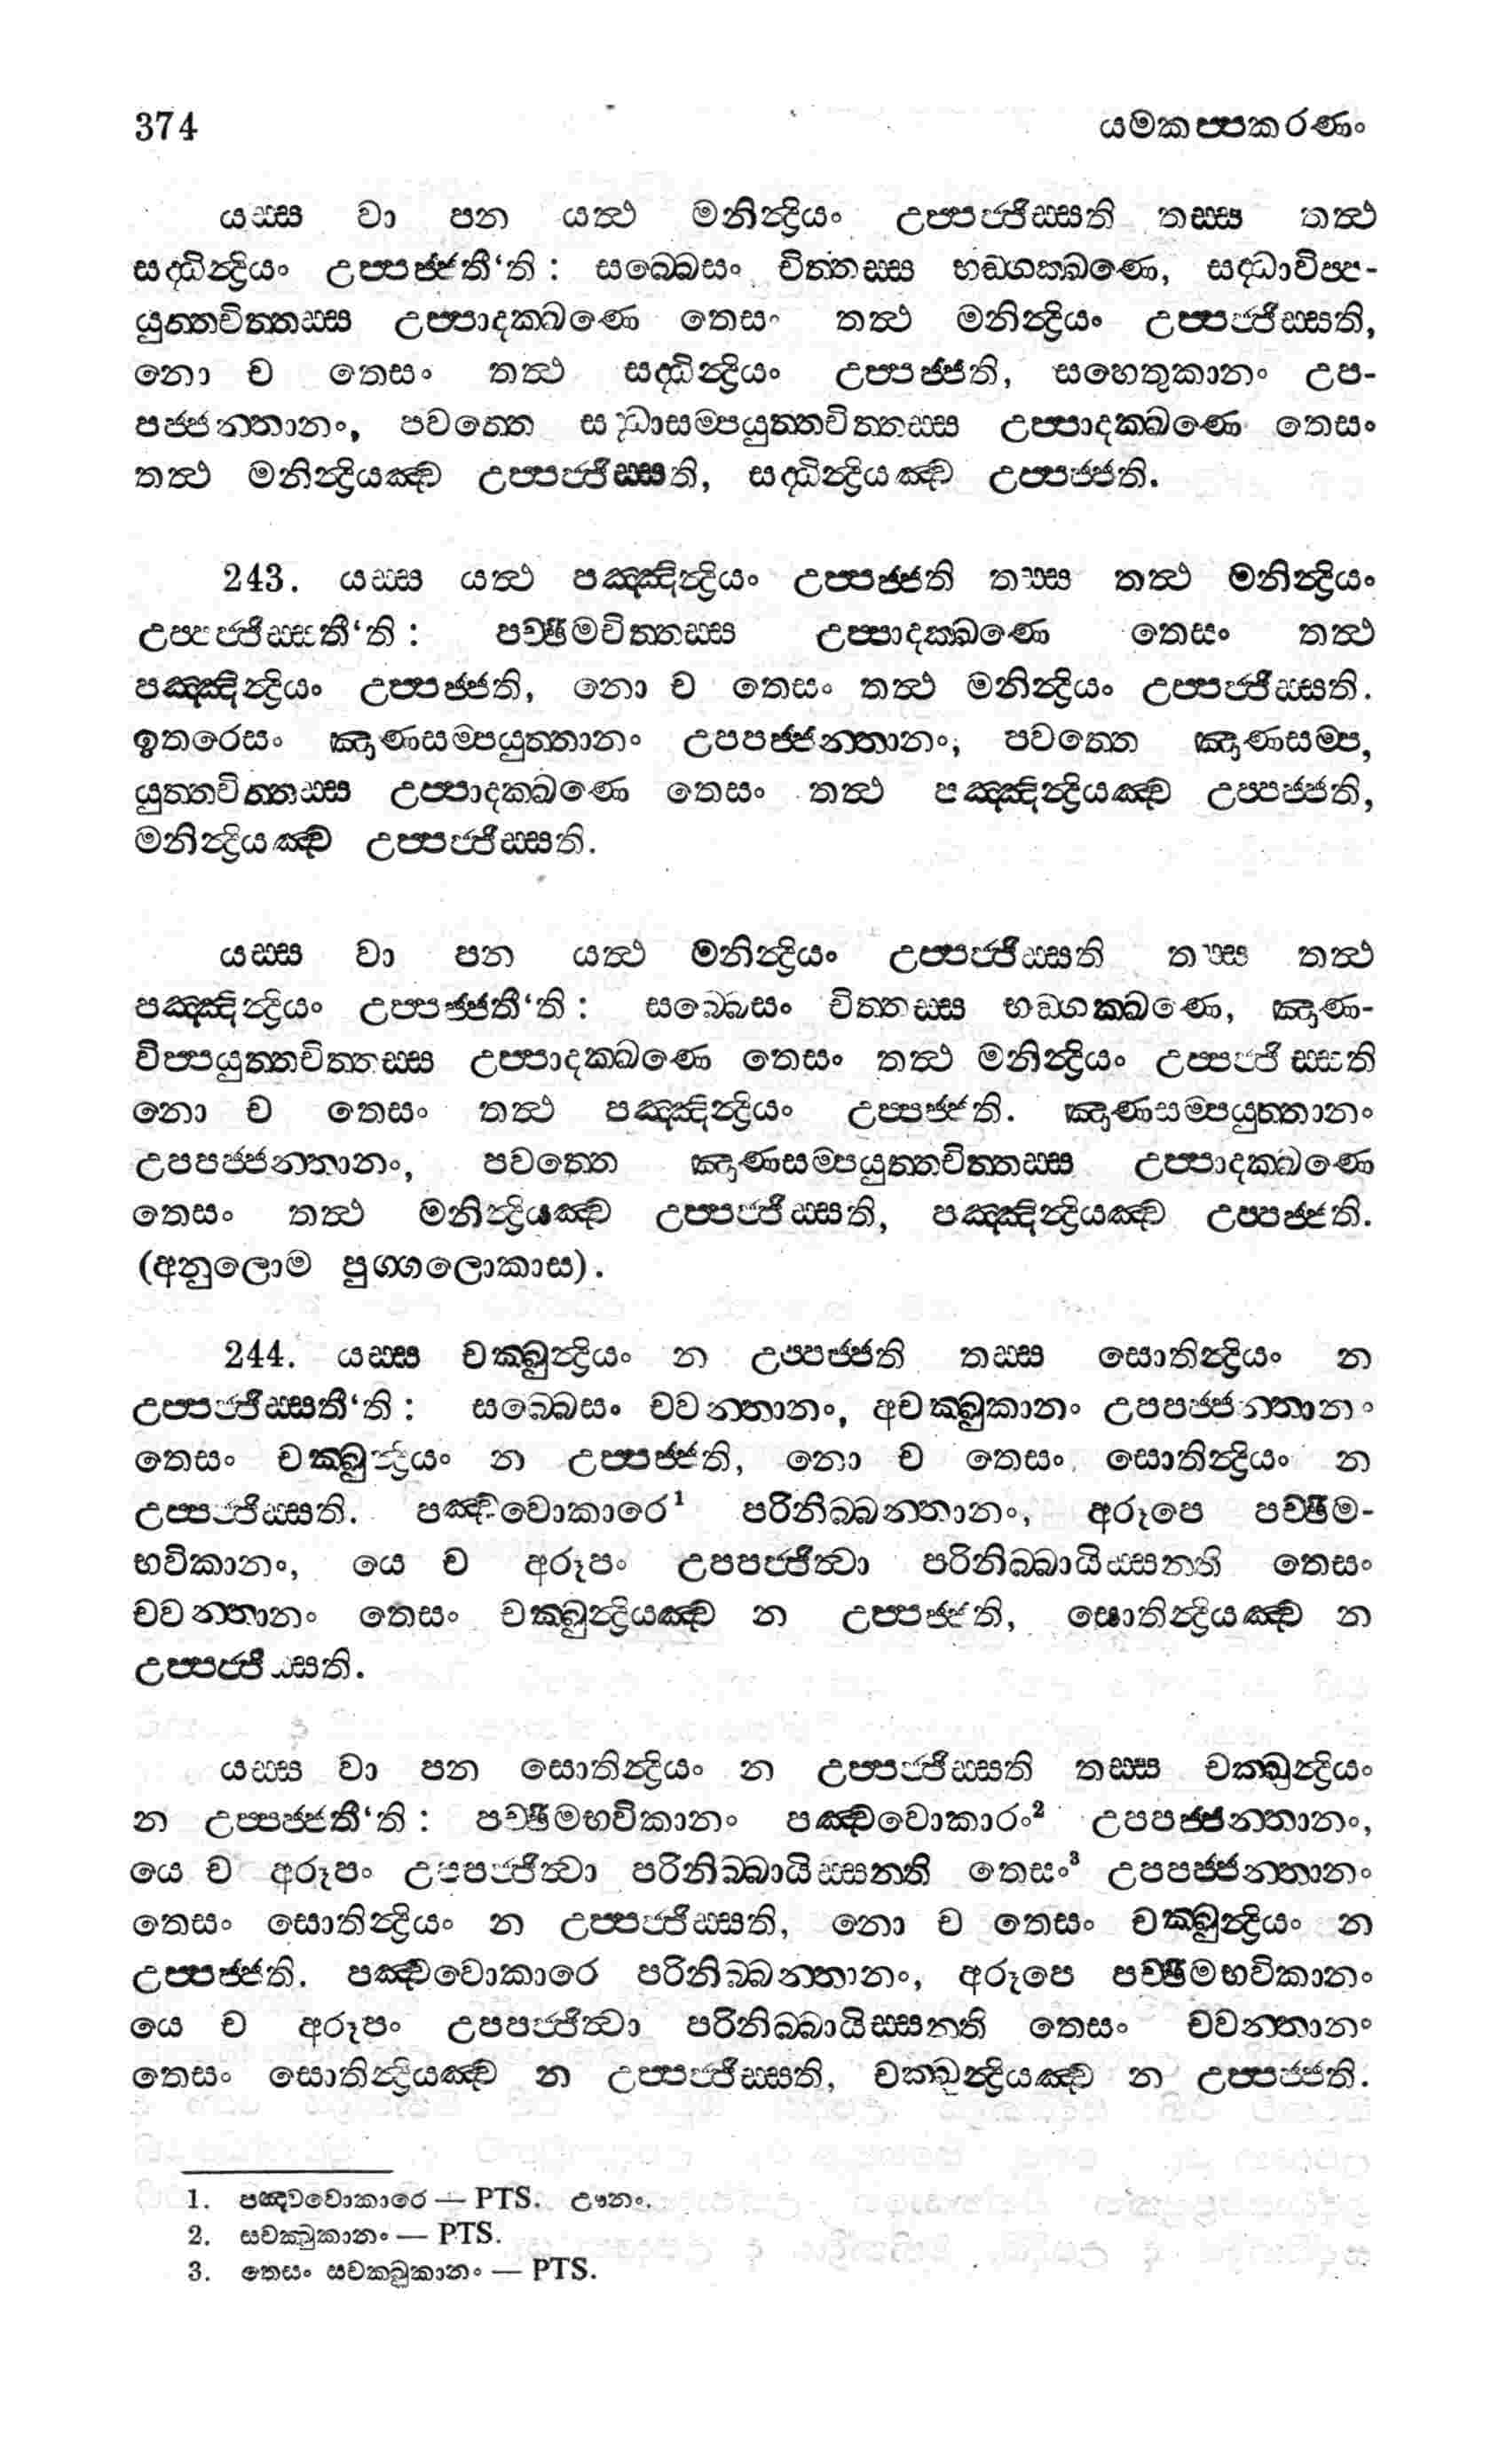 374 යමකප්පකරණං
යස්ස වා පන යත්ථ මනින්ද්‍රියං උප්පජ්ජිස්සති තස්ස තත්ථ
සද්ධින්ද්‍රියං උප්පජ්ජතී‘ති : සබ්බෙසං චිත්තස්ස භඞ්ගක්ඛණෙ, සද්ධාවිප්ප-
යුත්තචිත්තස්ස උප්පාදක්ඛණෙ තෙසං තත්ථ මනින්ද්‍රියං උප්පජ්ජිස්සති,
නො ච තෙසං තත්ථ සද්ධින්ද්‍රියං උප්පජ්ජති, සහෙතුකානං උප-
පජ්ජන්තානං, පවත්තෙ සද්ධාසම්පයුත්තචිත්තස්ස උප්පාදක්ඛණෙ තෙසං
තත්ථ මනින්ද්‍රියඤ්ච උප්පජ්ජිස්සති, සද්ධින්ද්‍රියඤ්ච උප්පජ්ජති.
243. යස්ස යත්ථ පඤ්ඤින්ද්‍රියං උප්පජ්ජති තස්ස තත්ථ මනින්ද්‍රියං
උප්පජ්ජිස්සතී‘ති : පච්ඡිමචිත්තස්ස උප්පාදක්ඛණෙ තෙසං තත්ථ
පඤ්ඤින්ද්‍රියං උප්පජ්ජති, නො ච තෙසං තත්ථ මනින්ද්‍රියං උප්පජ්ජිස්සති.
ඉතරෙසං ඤාණසම්පයුත්තානං උපපජ්ජන්තානං, පවත්තෙ ඤාණසම්ප,
යුත්තචිත්තස්ස උප්පාදක්ඛණෙ තෙසං තත්ථ පඤ්ඤින්ද්‍රියඤ්ච උප්පජ්ජති,
මනින්ද්‍රියඤ්ච උප්පජ්ජිස්සති.
යස්ස වා පන යත්ථ මනින්ද්‍රියං උප්පජ්ජිස්සති තස්ස තත්ථ
පඤ්ඤින්ද්‍රියං උප්පජ්ජතී‘ති : සබ්බෙසං චිත්තස්ස භඞ්ගක්ඛණෙ, ඤාණ-
විප්පයුත්තචිත්තස්ස උප්පාදක්ඛණෙ තෙසං තත්ථ මනින්ද්‍රියං උප්පජ්ජිස්සති
නො ච තෙසං තත්ථ පඤ්ඤින්ද්‍රියං උප්පජ්ජති. ඤාණසම්පයුත්තානං
උපපජ්ජන්තානං, පවත්තෙ ඤාණසම්පයුත්තචිත්තස්ස උප්පාදක්ඛණෙ
තෙසං තත්ථ මනින්ද්‍රියඤ්ච උප්පජ්ජිස්සති, පඤ්ඤින්ද්‍රියඤ්ච උප්පජ්ජති.
(අනුලොම පුග්ගලොකාස).
244. යස්ස චක්ඛුන්ද්‍රියං න උප්පජ්ජති තස්ස සොතින්ද්‍රියං න
උප්පජ්ජිස්සතී‘ති : සබ්බෙසං චවන්තානං, අචක්ඛුකානං උපපජ්ජන්තානං
තෙසං චක්ඛුන්ද්‍රියං න උප්පජ්ජති, නො ච තෙසං සොතින්ද්‍රියං න
උප්පජ්ජිස්සති. පඤ්චවොකාරෙ¹ පරිනිබ්බන්තානං, අරූපෙ පච්ඡිම-
භවිකානං, යෙ ච අරූපං උපපජ්ජිත්වා පරිනිබ්බායිස්සන්ති තෙසං
චවන්තානං තෙසං චක්ඛුන්ද්‍රියඤ්ච න උප්පජ්ජති, සොතින්ද්‍රියඤ්ච න
උප්පජ්ජිස්සති.
යස්ස වා පන සොතින්ද්‍රියං න උප්පජ්ජිස්සති තස්ස චක්ඛුන්ද්‍රියං
න උප්පජ්ජතී‘ති : පච්ඡිමභවිකානං පඤ්චවොකාරං² උපපජ්ජන්තානං,
යෙ ච අරූපං උපපජ්ජිත්වා පරිනිබ්බායිස්සන්ති තෙසං³ උපපජ්ජන්තානං
තෙසං සොතින්ද්‍රියං න උප්පජ්ජිස්සති, නො ච තෙසං චක්ඛුන්ද්‍රියං න
උප්පජ්ජති. පඤ්චවොකාරෙ පරිනිබ්බන්තානං, අරූපෙ පච්ඡිමභවිකානං
යෙ ච අරූපං උපපජ්ජිත්වා පරිනිබ්බායිස්සන්ති තෙසං චවන්තානං
තෙසං සොතින්ද්‍රියඤ්ච න උප්පජ්ජිස්සති, චක්ඛුන්ද්‍රියඤ්ච න උප්පජ්ජති.
1. පඤ්චවොකාරෙ — PTS. ඌනං.
2. සචක්ඛුකානං — PTS.
3. තෙසං සචක්ඛුකානං — PTS.